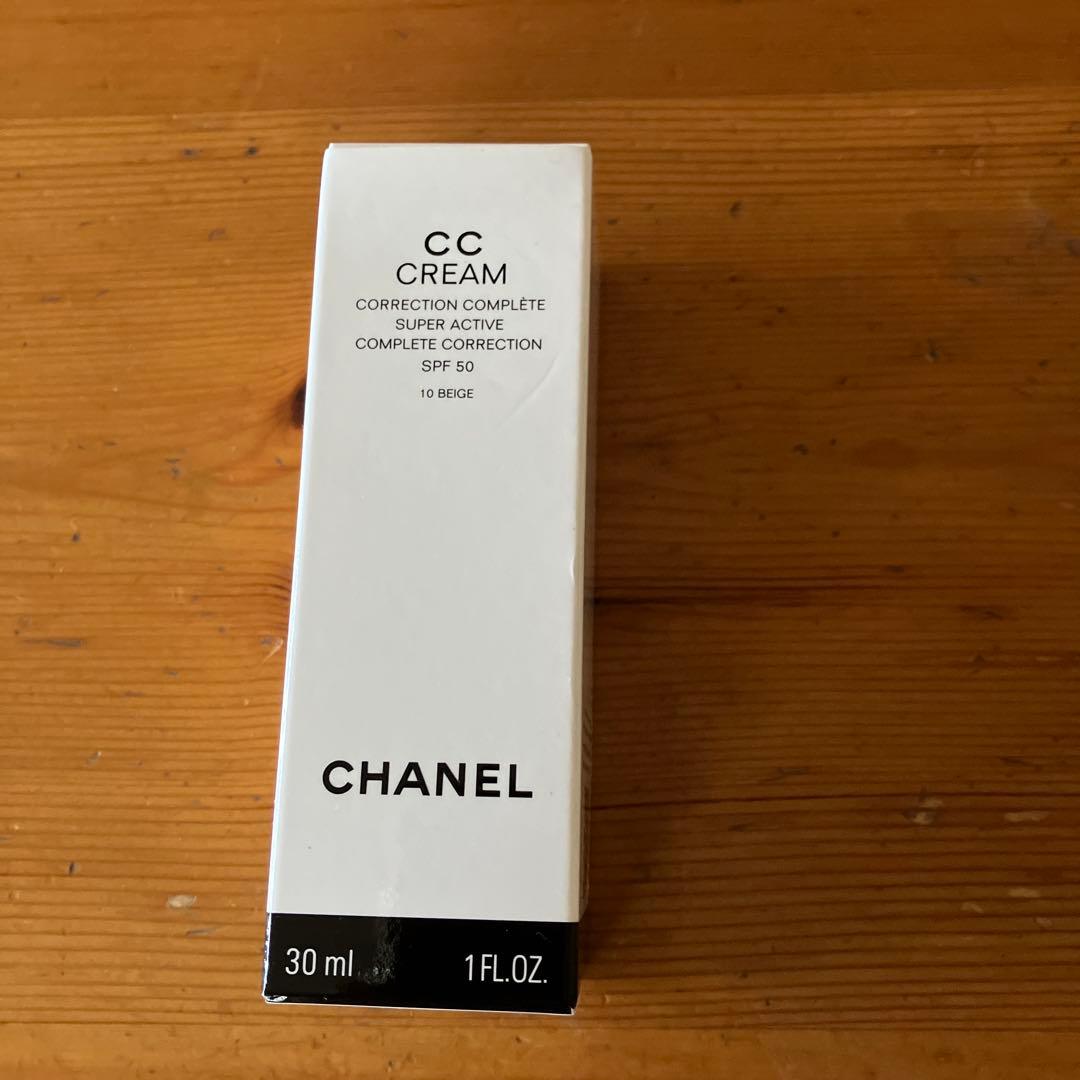 CC
CREAM
CORRECTION COMPLÈTE
SUPER ACTIVE
COMPLETE CORRECTION
SPF 50
10 BEIGE
CHANEL
30 ml 1 FL.OZ.